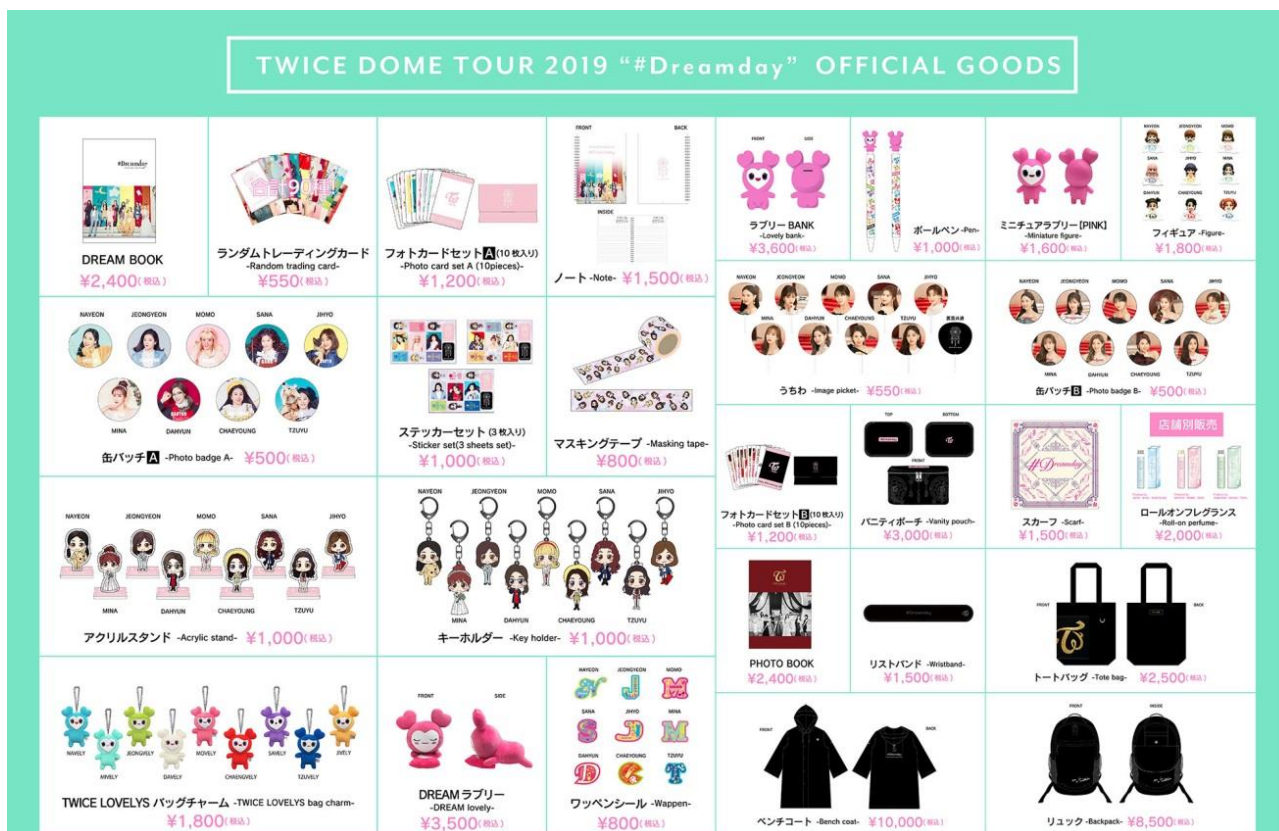 TWICE DOME TOUR 2019 “#Dreamday” OFFICIAL GOODS
#Dreamday
DREAM BOOK
¥2,400(税込)
合計90種
ランダムトレーディングカード
-Random trading card-
¥550(税込)
フォトカードセットA(10枚入り)
-Photo card set A (10pieces)-
¥1,200(税込)
FRONT BACK
INSIDE
ノート -Note- ¥1,500(税込)
FRONT SIDE
ラブリー BANK
-Lovely bank-
¥3,600(税込)
ボールペン -Pen-
¥1,000(税込)
ミニチュアラブリー[PINK]
-Miniature figure-
¥1,600(税込)
NAYEON JEONGYEON MOMO
SANA JIHYO MINA
DAHYUN CHAEYOUNG TZUYU
フィギュア -Figure-
¥1,800(税込)
NAYEON JEONGYEON MOMO SANA JIHYO
MINA DAHYUN CHAEYOUNG TZUYU
缶バッチA -Photo badge A- ¥500(税込)
ステッカーセット(3枚入り)
-Sticker set(3 sheets set)-
¥1,000(税込)
マスキングテープ -Masking tape-
¥800(税込)
NAYEON JEONGYEON MOMO SANA JIHYO
MINA DAHYUN CHAEYOUNG TZUYU
うちわ -Image picket- ¥550(税込)
NAYEON JEONGYEON MOMO SANA JIHYO
MINA DAHYUN CHAEYOUNG TZUYU
缶バッチB -Photo badge B- ¥500(税込)
フォトカードセットB(10枚入り)
-Photo card set B (10pieces)-
¥1,200(税込)
TOP BOTTOM
FRONT
バニティポーチ -Vanity pouch-
¥3,000(税込)
#Dreamday
スカーフ -Scarf-
¥1,500(税込)
店舗別販売
ロールオンフレグランス
-Roll-on perfume-
¥2,000(税込)
NAYEON JEONGYEON MOMO SANA JIHYO
MINA DAHYUN CHAEYOUNG TZUYU
アクリルスタンド -Acrylic stand- ¥1,000(税込)
NAYEON JEONGYEON MOMO SANA JIHYO
MINA DAHYUN CHAEYOUNG TZUYU
キーホルダー -Key holder- ¥1,000(税込)
PHOTO BOOK
¥2,400(税込)
#Dreamday
リストバンド -Wristband-
¥1,500(税込)
FRONT BACK
トートバッグ -Tote bag- ¥2,500(税込)
NAVELY JEONGVELY MOVELY SAVELY JIVELY
MIVELY DAVELY CHAENGVELY TZUVELY
TWICE LOVELYS バッグチャーム -TWICE LOVELYS bag charm-
¥1,800(税込)
FRONT SIDE
DREAM ラブリー
-DREAM lovely-
¥3,500(税込)
NAYEON JEONGYEON MOMO
N J M
SANA JIHYO MINA
S J M
DAHYUN CHAEYOUNG TZUYU
D C T
ワッペンシール -Wappen-
¥800(税込)
FRONT BACK
ベンチコート -Bench coat- ¥10,000(税込)
FRONT INSIDE
リュック -Backpack- ¥8,500(税込)